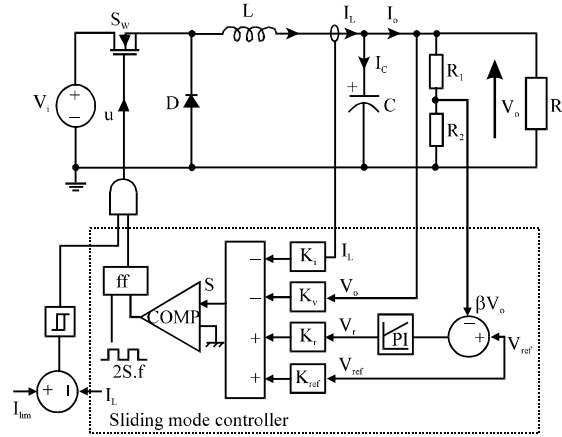 S_W
L
I_L
I_o
I_C
V_i
+
−
u
D
+
C
R_1
R_2
V_o
R
−
K_i
I_L
S
−
K_v
V_o
ff
COMP
+
K_r
V_r
PI
βV_o
−
+
V_ref
2S.f
+
K_ref
V_ref
I_lim
+
I
I_L
Sliding mode controller